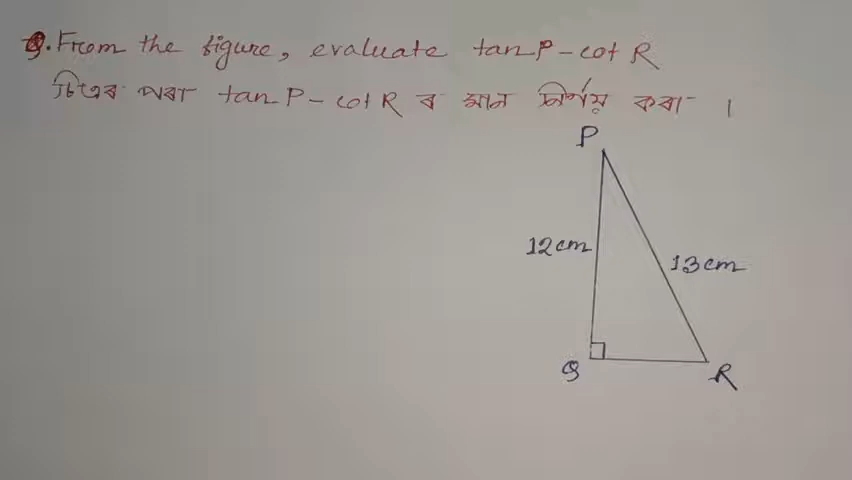 Q. From the figure, evaluate tan P - cot R
চিত্ৰৰ পৰা tan P - cot R ৰ মান নিৰ্ণয় কৰা ।
P
12cm
13cm
Q
R